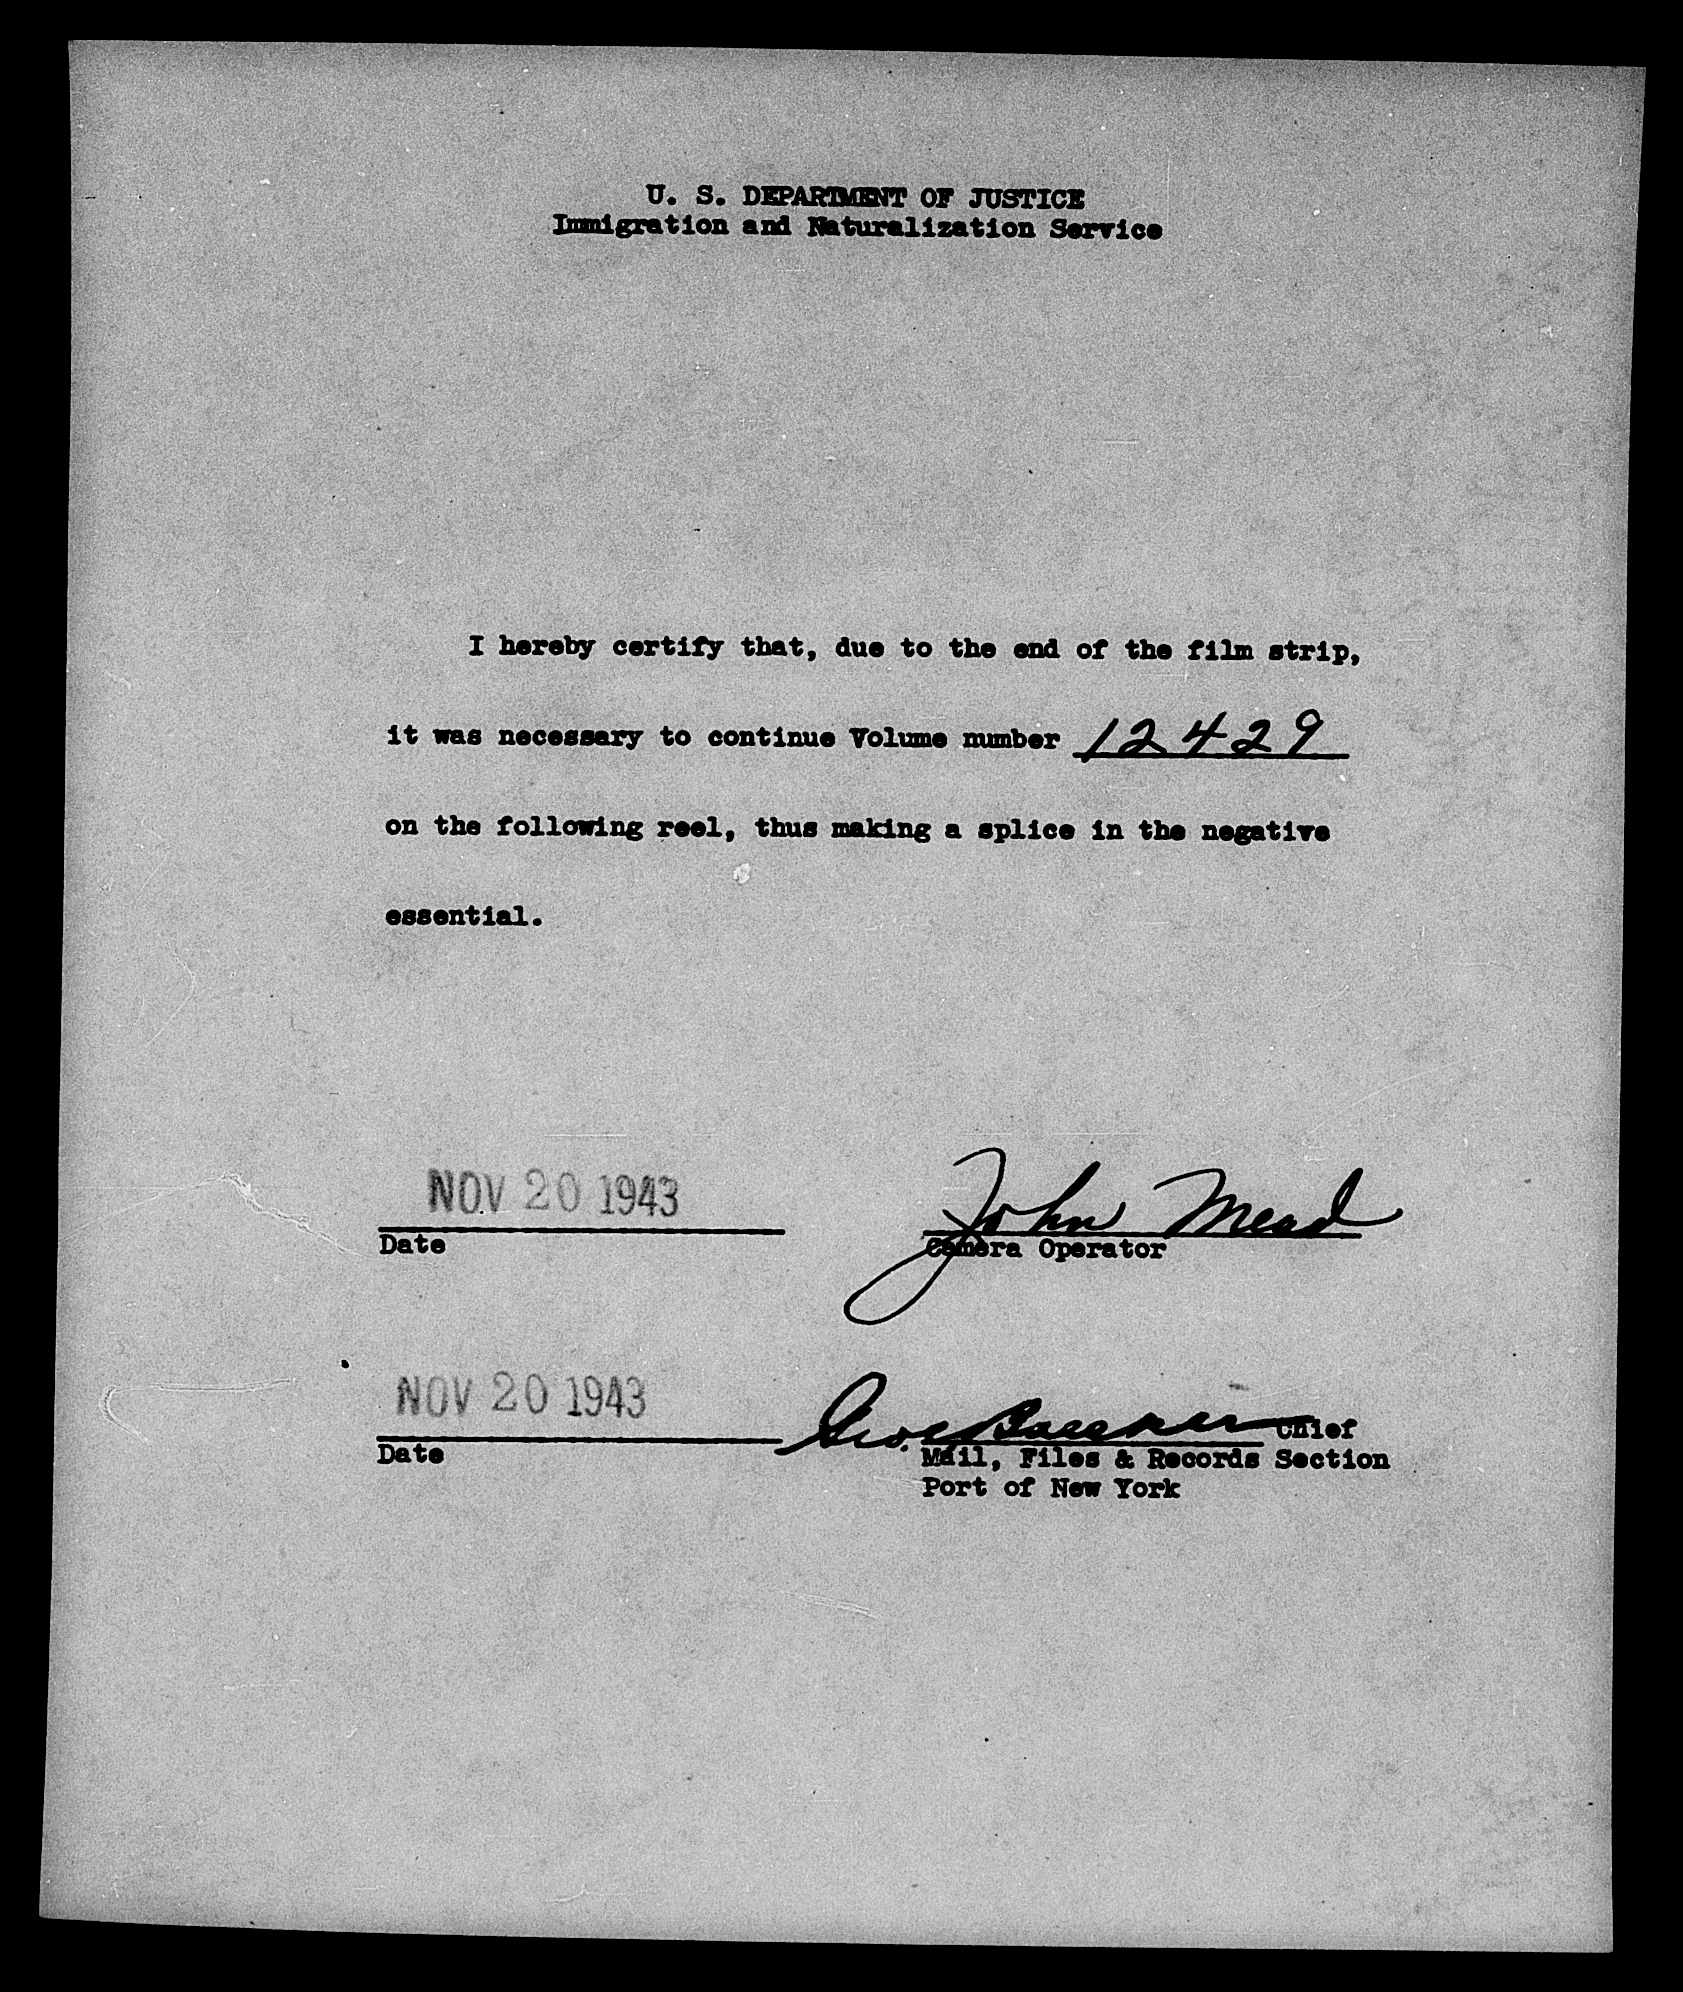 U. S. DEPARTMENT OF JUSTICE
Immigration and Naturalization Service
I hereby certify that, due to the end of the film strip,
it was necessary to continue Volume number 12429
on the following reel, thus making a splice in the negative
essential.
NOV 20 1943 John Mead
Date Camera Operator
NOV 20 1943 Geo. Chief
Date Mail, Files & Records Section
Port of New York